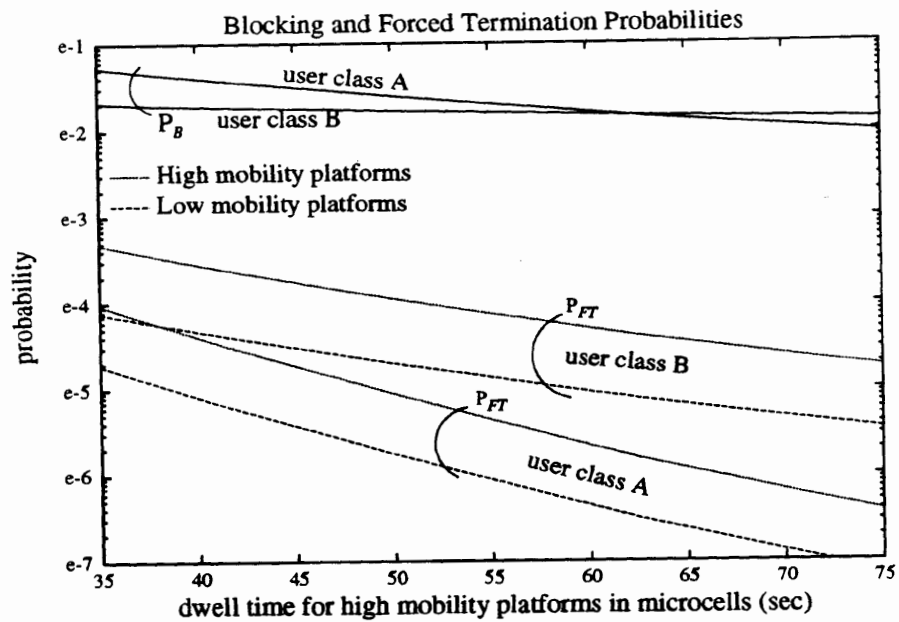 Blocking and Forced Termination Probabilities
e-1
user class A
P_B user class B
e-2
High mobility platforms
Low mobility platforms
e-3
probability
e-4
P_FT
user class B
e-5
P_FT
user class A
e-6
e-7
35 40 45 50 55 60 65 70 75
dwell time for high mobility platforms in microcells (sec)